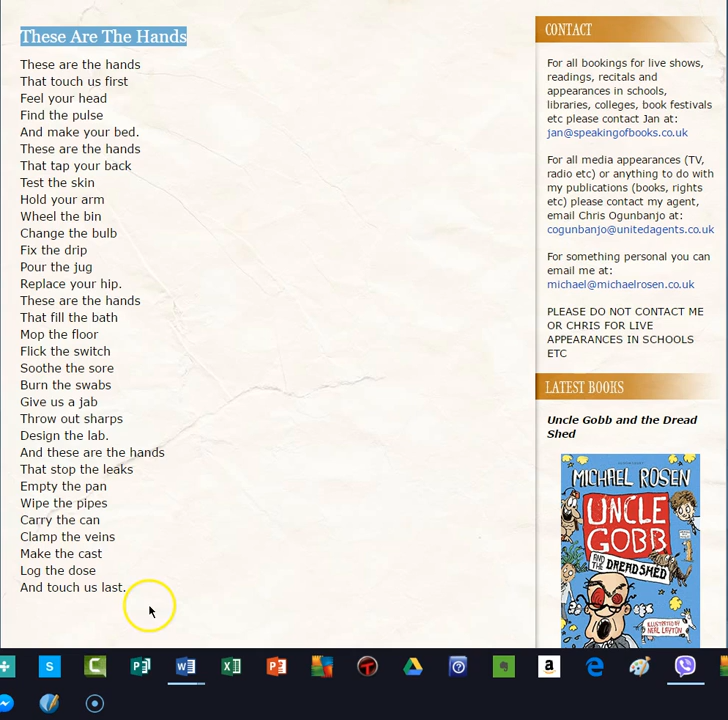 These Are The Hands
These are the hands
That touch us first
Feel your head
Find the pulse
And make your bed.
These are the hands
That tap your back
Test the skin
Hold your arm
Wheel the bin
Change the bulb
Fix the drip
Pour the jug
Replace your hip.
These are the hands
That fill the bath
Mop the floor
Flick the switch
Soothe the sore
Burn the swabs
Give us a jab
Throw out sharps
Design the lab.
And these are the hands
That stop the leaks
Empty the pan
Wipe the pipes
Carry the can
Clamp the veins
Make the cast
Log the dose
And touch us last.
CONTACT
For all bookings for live shows,
readings, recitals and
appearances in schools,
libraries, colleges, book festivals
etc please contact Jan at:
jan@speakingofbooks.co.uk
For all media appearances (TV,
radio etc) or anything to do with
my publications (books, rights
etc) please contact my agent,
email Chris Ogunbanjo at:
cogunbanjo@unitedagents.co.uk
For something personal you can
email me at:
michael@michaelrosen.co.uk
PLEASE DO NOT CONTACT ME
OR CHRIS FOR LIVE
APPEARANCES IN SCHOOLS
ETC
LATEST BOOKS
Uncle Gobb and the Dread
Shed
MICHAEL ROSEN
UNCLE
GOBB
AND THE DREAD SHED
ILLUSTRATED BY
NEAL LAYTON